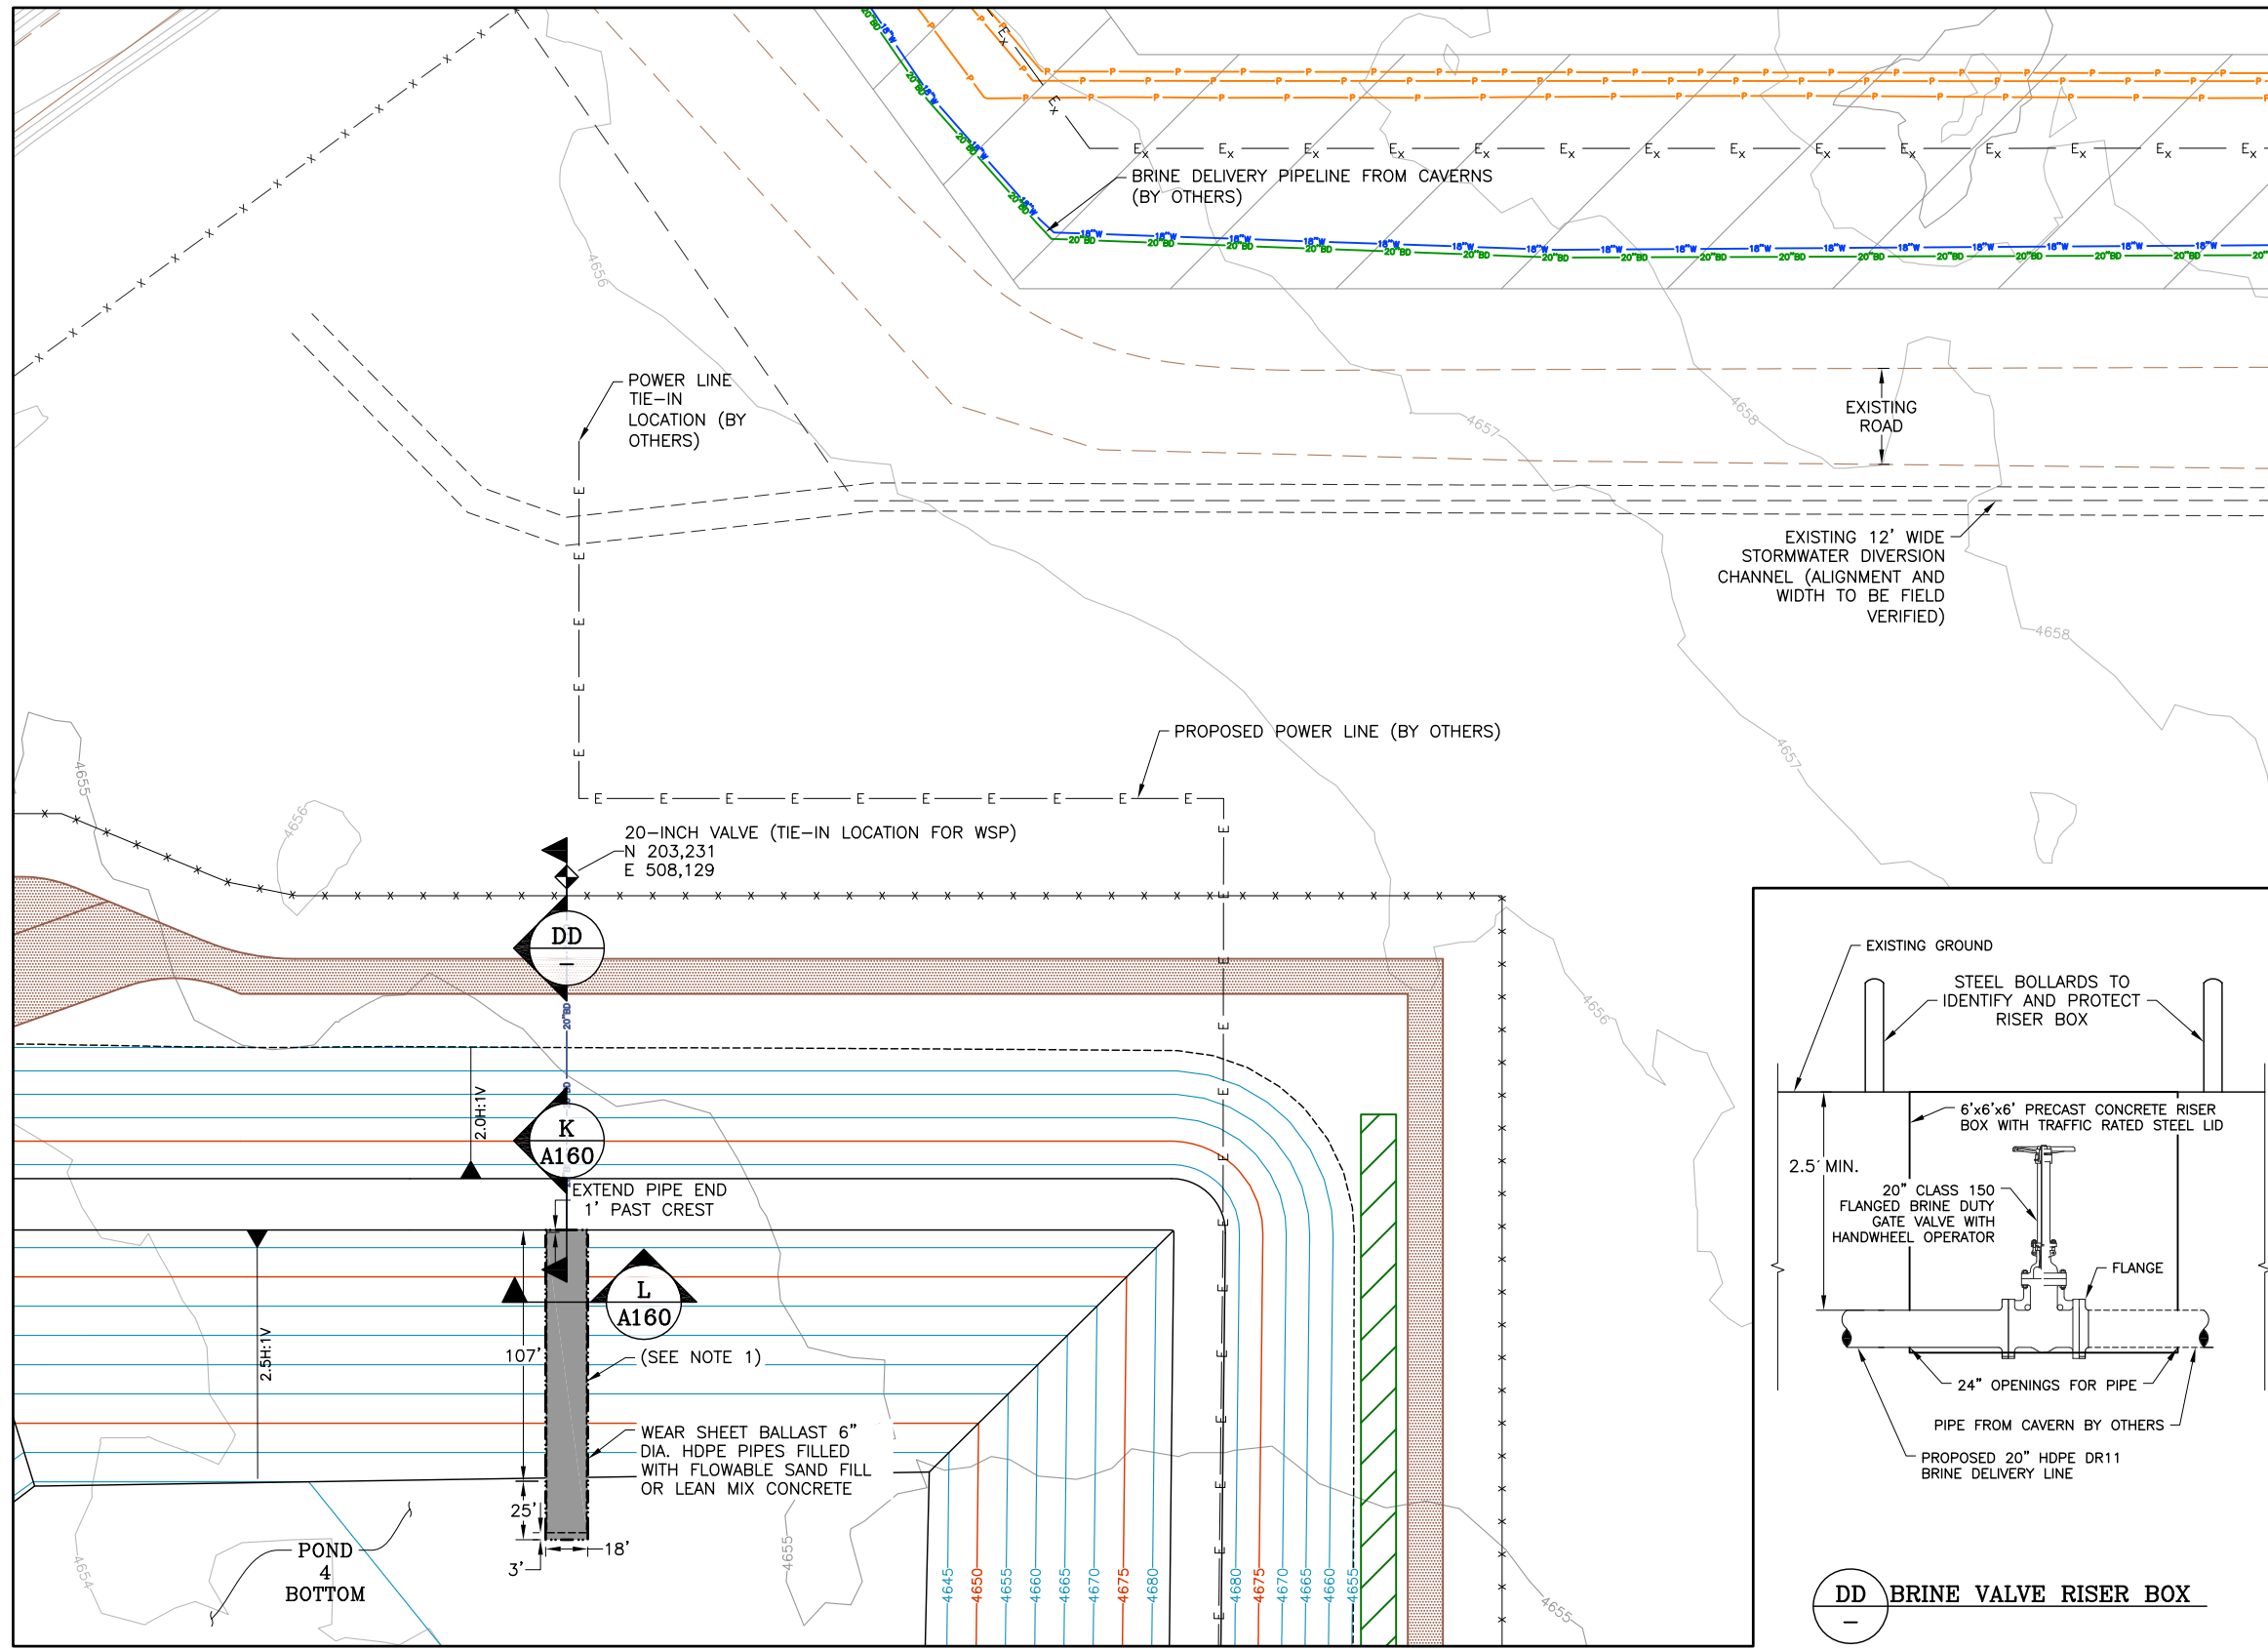 BRINE DELIVERY PIPELINE FROM CAVERNS
(BY OTHERS)
POWER LINE
TIE-IN
LOCATION (BY
OTHERS)
EXISTING
ROAD
EXISTING 12' WIDE
STORMWATER DIVERSION
CHANNEL (ALIGNMENT AND
WIDTH TO BE FIELD
VERIFIED)
4656
4657
4658
4658
4657
4656
4655
4656
PROPOSED POWER LINE (BY OTHERS)
20-INCH VALVE (TIE-IN LOCATION FOR WSP)
N 203,231
E 508,129
DD
–
20"BD
2.0H:1V
K
A160
EXTEND PIPE END
1' PAST CREST
L
A160
2.5H:1V
107'
(SEE NOTE 1)
WEAR SHEET BALLAST 6"
DIA. HDPE PIPES FILLED
WITH FLOWABLE SAND FILL
OR LEAN MIX CONCRETE
25'
3'
18'
POND
4
BOTTOM
4654
4655
4645
4650
4655
4660
4665
4670
4675
4680
4680
4675
4670
4665
4660
4655
4655
EXISTING GROUND
STEEL BOLLARDS TO
IDENTIFY AND PROTECT
RISER BOX
6'x6'x6' PRECAST CONCRETE RISER
BOX WITH TRAFFIC RATED STEEL LID
2.5' MIN.
20" CLASS 150
FLANGED BRINE DUTY
GATE VALVE WITH
HANDWHEEL OPERATOR
FLANGE
24" OPENINGS FOR PIPE
PIPE FROM CAVERN BY OTHERS
PROPOSED 20" HDPE DR11
BRINE DELIVERY LINE
DD
–
BRINE VALVE RISER BOX